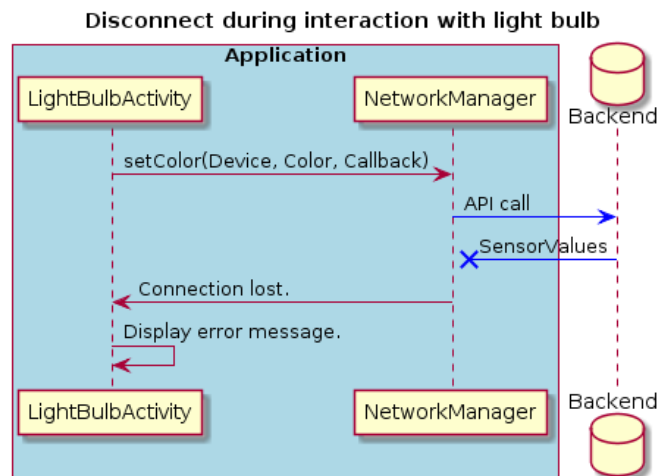 Disconnect during interaction with light bulb
Application
LightBulbActivity
NetworkManager
Backend
setColor(Device, Color, Callback)
API call
SensorValues
Connection lost.
Display error message.
LightBulbActivity
NetworkManager
Backend